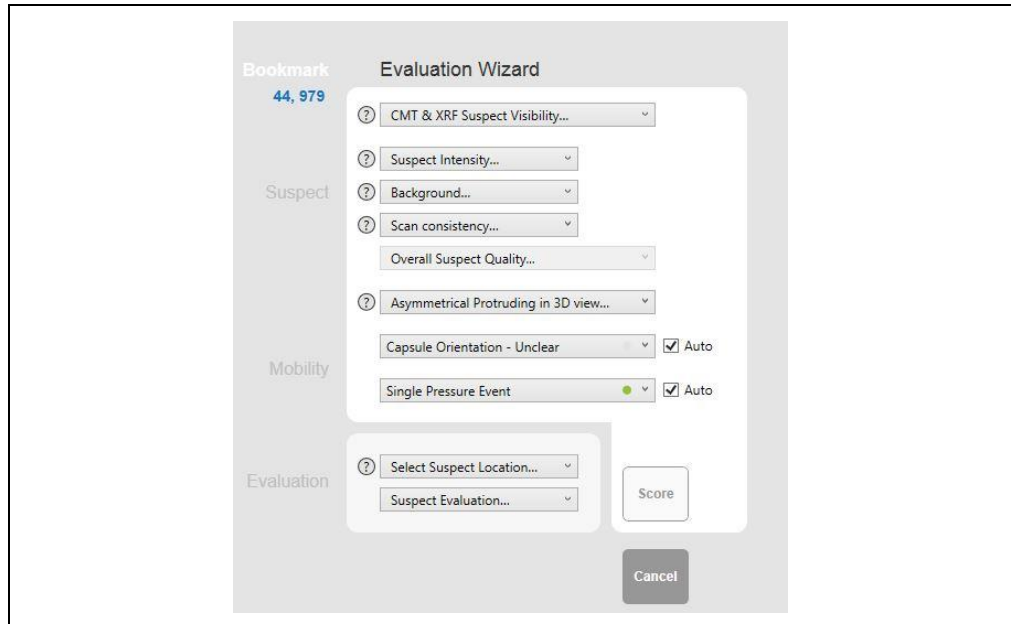 Bookmark
Evaluation Wizard
44, 979
? CMT & XRF Suspect Visibility...
? Suspect Intensity...
Suspect
? Background...
? Scan consistency...
Overall Suspect Quality...
? Asymmetrical Protruding in 3D view...
Capsule Orientation - Unclear
Auto
Mobility
Single Pressure Event
Auto
? Select Suspect Location...
Evaluation
Suspect Evaluation...
Score
Cancel